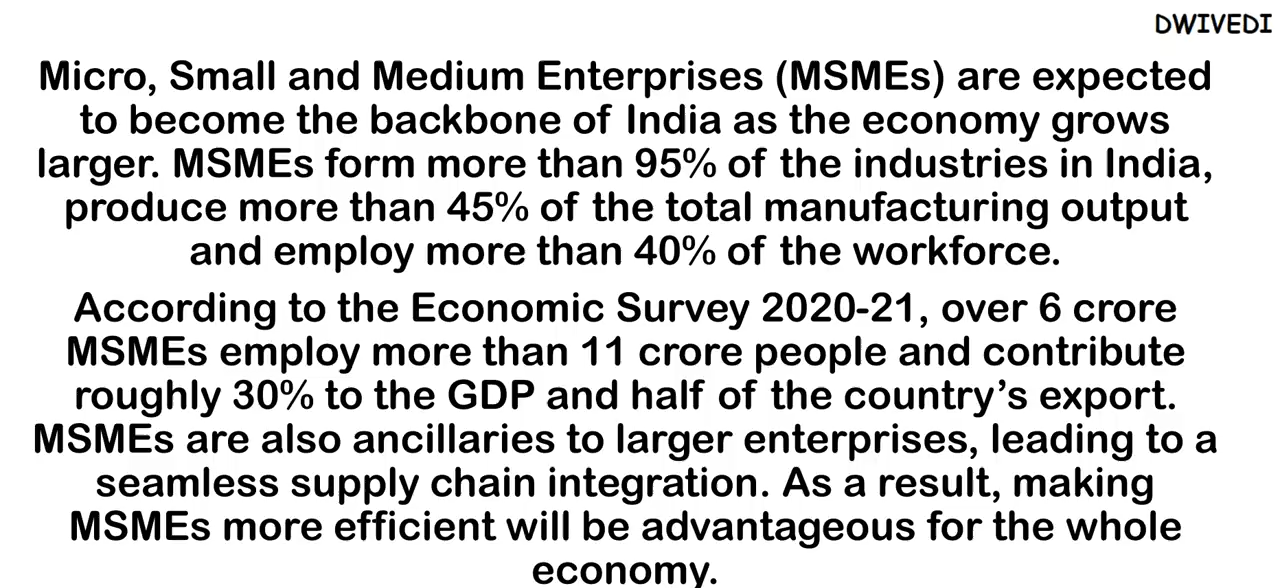 DWIVEDI
Micro, Small and Medium Enterprises (MSMEs) are expected
to become the backbone of India as the economy grows
larger. MSMEs form more than 95% of the industries in India,
produce more than 45% of the total manufacturing output
and employ more than 40% of the workforce.
According to the Economic Survey 2020-21, over 6 crore
MSMEs employ more than 11 crore people and contribute
roughly 30% to the GDP and half of the country’s export.
MSMEs are also ancillaries to larger enterprises, leading to a
seamless supply chain integration. As a result, making
MSMEs more efficient will be advantageous for the whole
economy.